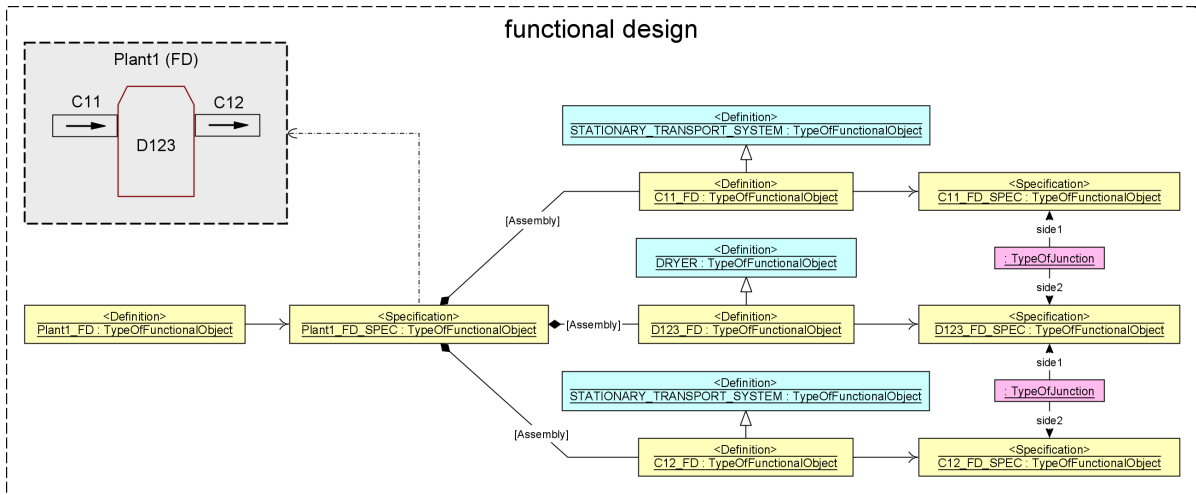 functional design
Plant1 (FD)
C11
C12
D123
<Definition>
STATIONARY_TRANSPORT_SYSTEM : TypeOfFunctionalObject
<Definition>
C11_FD : TypeOfFunctionalObject
<Specification>
C11_FD_SPEC : TypeOfFunctionalObject
[Assembly]
side1
<Definition>
DRYER : TypeOfFunctionalObject
: TypeOfJunction
side2
<Definition>
Plant1_FD : TypeOfFunctionalObject
<Specification>
Plant1_FD_SPEC : TypeOfFunctionalObject
[Assembly]
<Definition>
D123_FD : TypeOfFunctionalObject
<Specification>
D123_FD_SPEC : TypeOfFunctionalObject
side1
<Definition>
STATIONARY_TRANSPORT_SYSTEM : TypeOfFunctionalObject
: TypeOfJunction
side2
[Assembly]
<Definition>
C12_FD : TypeOfFunctionalObject
<Specification>
C12_FD_SPEC : TypeOfFunctionalObject